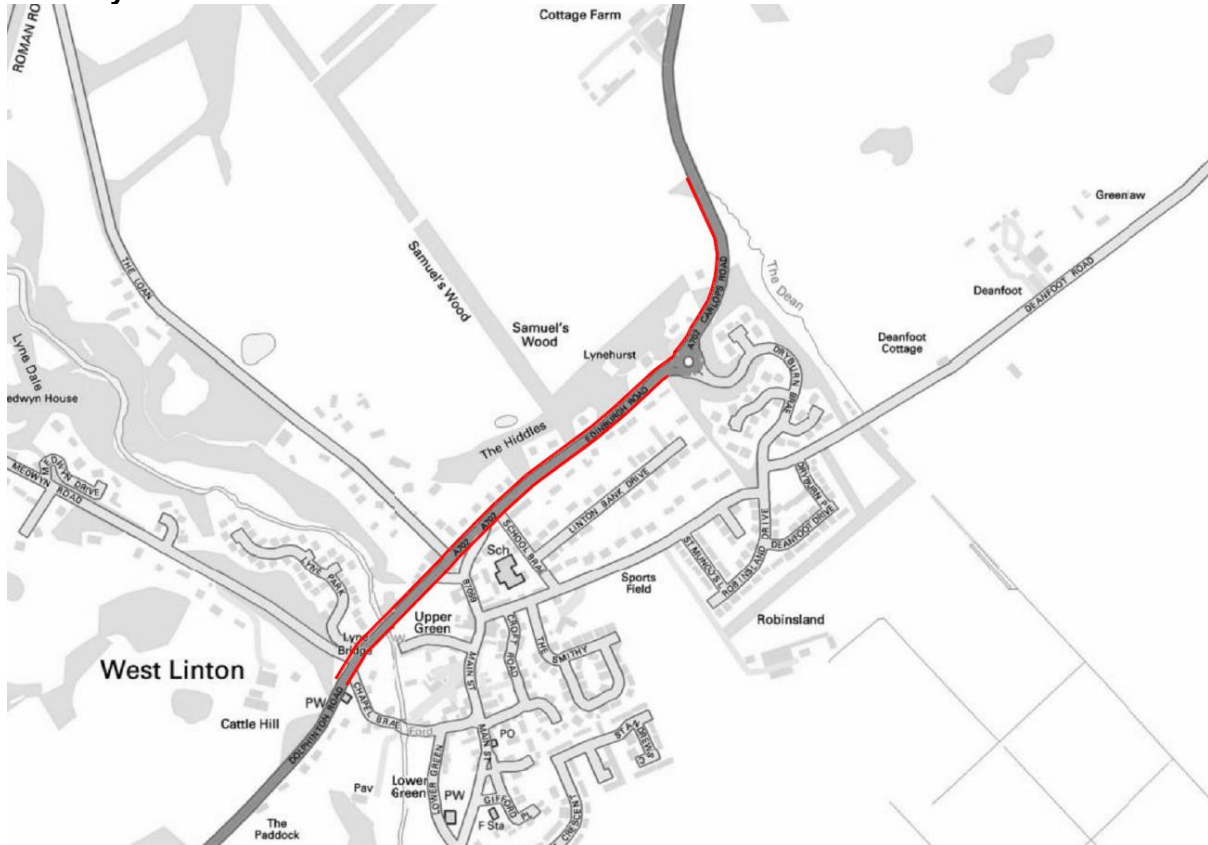 Cottage Farm
ROMAN RO
Greenlaw
THE LOAN
Samuel's Wood
The Dean
A702 CARLOPS ROAD
DEANFOOT ROAD
Deanfoot
Samuel's
Wood
Lynehurst
Deanfoot
Cottage
Lyne Dale
edwyn House
DRYBURN BRAE
EDINBURGH ROAD
The Hiddles
MEDWYN DRIVE
MEDWYN ROAD
LINTON BANK DRIVE
A702
A702
SCHOOL BRAE
Sch
DEANFOOT DRIVE
ROBINSLAND DRIVE
LYNE PARK
B7059
Sports
Field
Upper
Green
Robinsland
Lyne
Bridge
W
MAIN ST
CROFT ROAD
THE SMITHY
West Linton
PW
CHAPEL BRAE
Ford
Cattle Hill
DOLPHINTON ROAD
MAIN ST
PO
Pav
Lower
Green
LOWER GREEN
PW
GIFFORD PL
F Sta
CRESCENT
The
Paddock